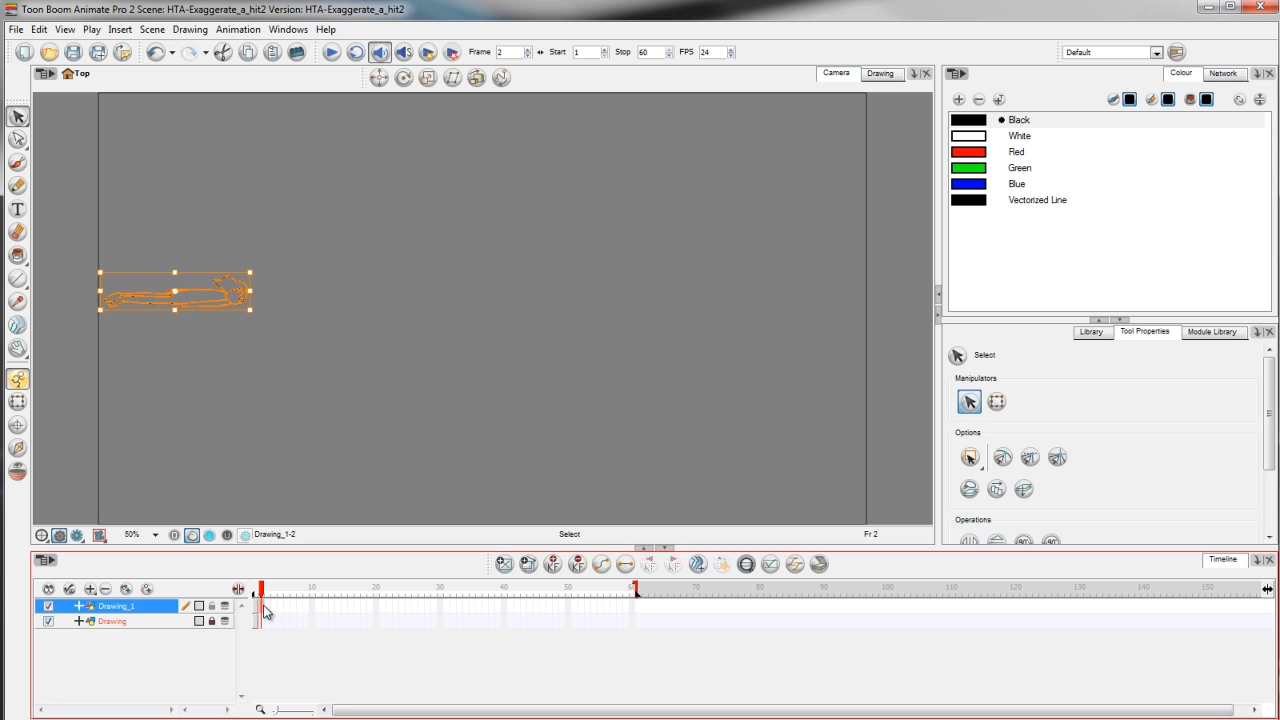 Toon Boom Animate Pro 2 Scene: HTA-Exaggerate_a_hit2 Version: HTA-Exaggerate_a_hit2
File Edit View Play Insert Scene Drawing Animation Windows Help
Frame 2 Start 1 Stop 60 FPS 24 Default
Top Camera Drawing Colour Network
Black
White
Red
Green
Blue
Vectorized Line
Library Tool Properties Module Library
Select
Manipulators
Options
Operations
50% Drawing_1-2 Select Fr 2
Timeline
10 20 30 40 50 70 80 90 100 110 120 130 140 150
Drawing_1
Drawing